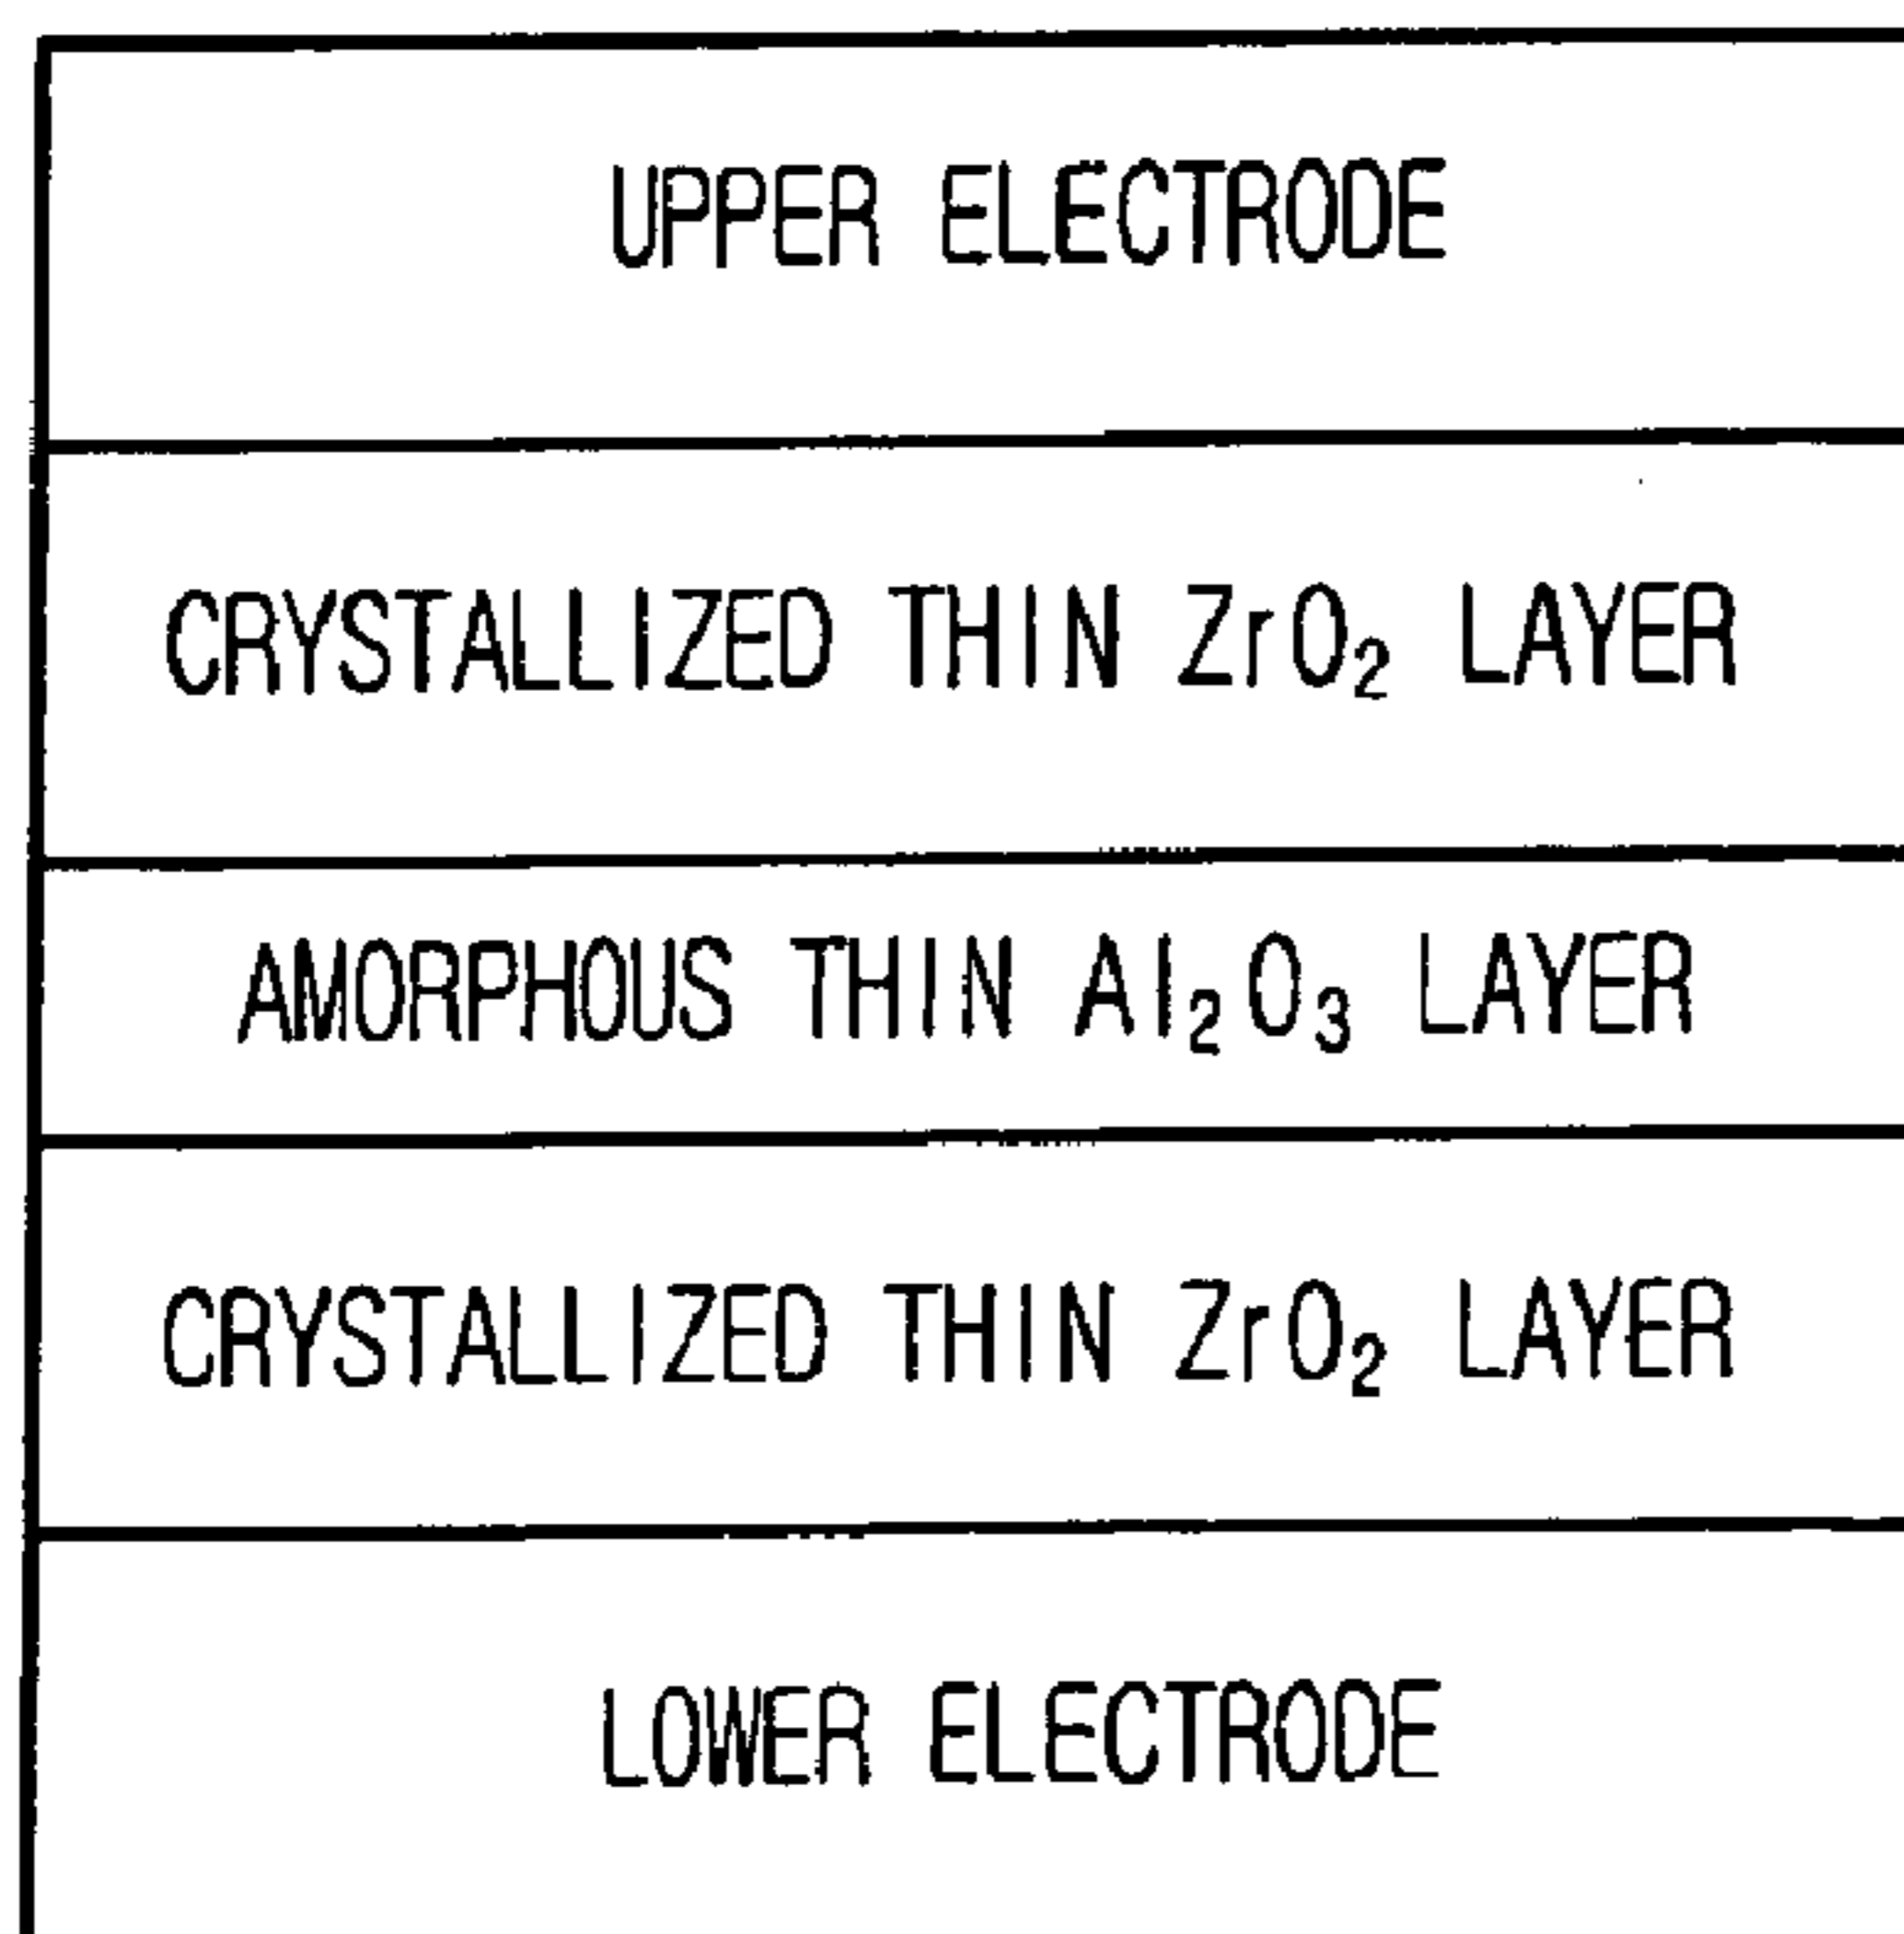 UPPER ELECTRODE
CRYSTALLIZED THIN ZrO₂ LAYER
AMORPHOUS THIN Al₂O₃ LAYER
CRYSTALLIZED THIN ZrO₂ LAYER
LOWER ELECTRODE